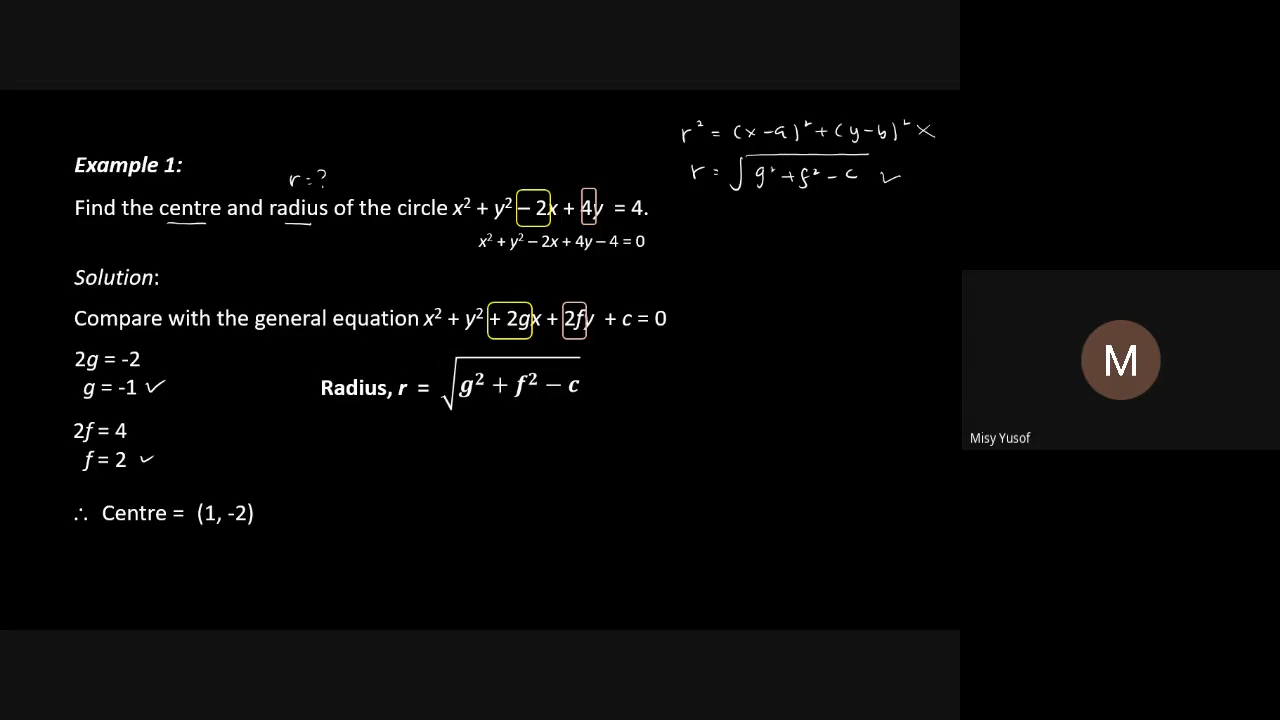 r² = (x-a)² + (y-b)² ×
r = √g² + f² - c ✓
Example 1:
r = ?
Find the centre and radius of the circle x² + y² – 2x + 4y = 4.
x² + y² – 2x + 4y – 4 = 0
Solution:
Compare with the general equation x² + y² + 2gx + 2fy + c = 0
2g = -2
g = -1 ✓
Radius, r = √g² + f² − c
2f = 4
f = 2 ✓
∴ Centre = (1, -2)
M
Misy Yusof